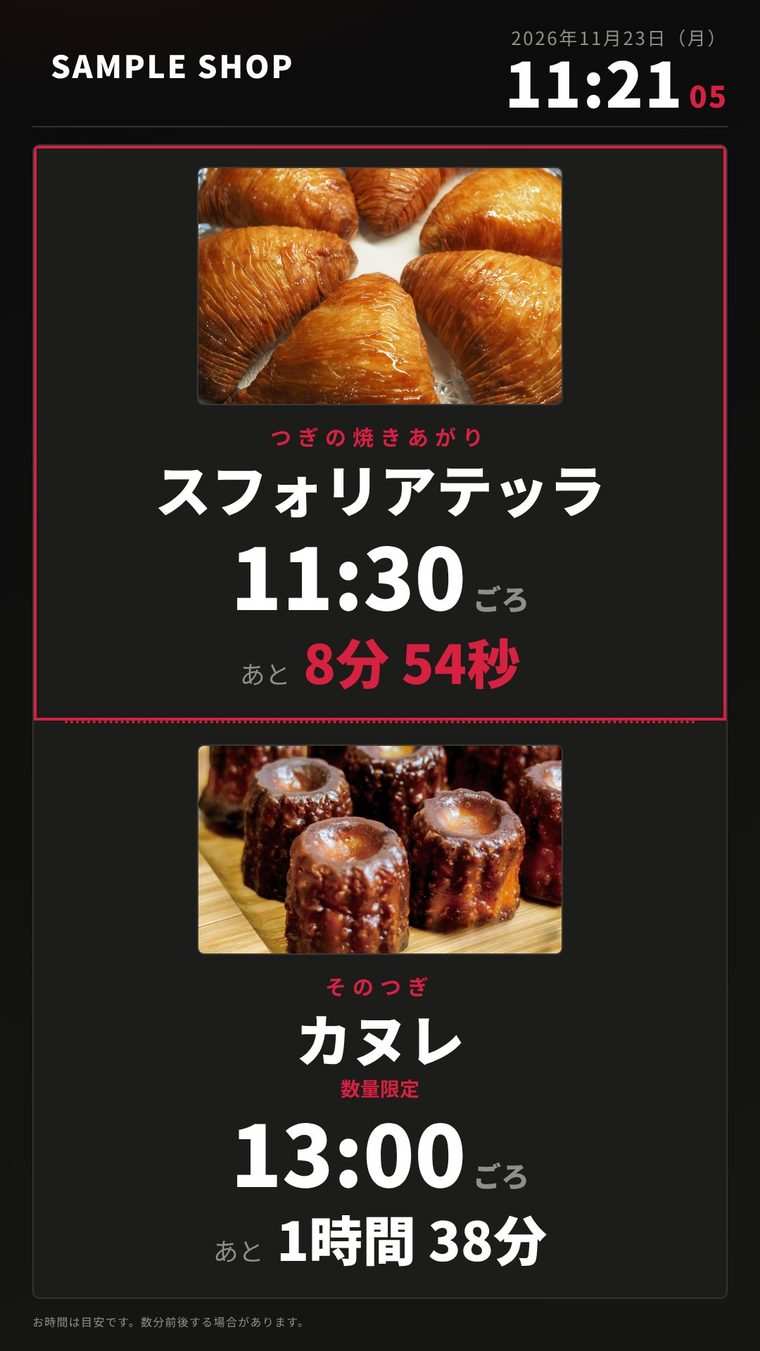 SAMPLE SHOP
2026年11月23日（月）
11:21 05
つぎの焼きあがり
スフォリアテッラ
11:30 ごろ
あと 8分 54秒
そのつぎ
カヌレ
数量限定
13:00 ごろ
あと 1時間 38分
お時間は目安です。数分前後する場合があります。